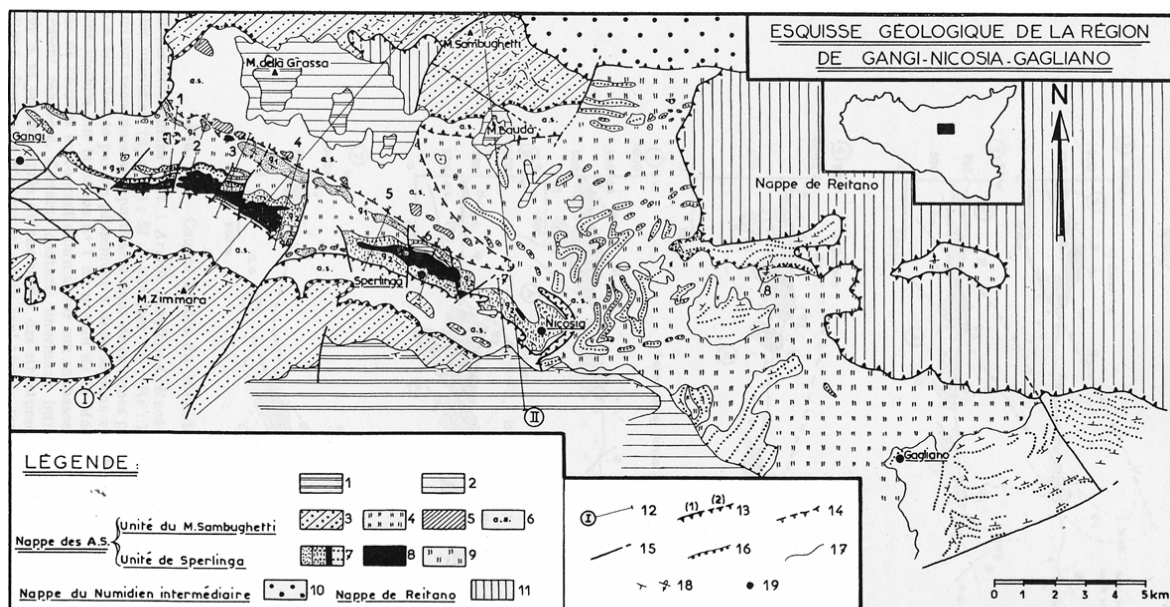 ESQUISSE GÉOLOGIQUE DE LA RÉGION
DE GANGI-NICOSIA-GAGLIANO
M.Sambughetti
M.della Grassa
N
1
Gangi
2
3
4
M.Bauda
a.s.
a.s.
Nappe de Reitano
5
a.s.
a.s.
a.s.
a.s.
Sperlinga
M.Zimmara
a.s.
Nicosia
8
I
II
Gagliano
LÉGENDE
1
2
3
4
5
a.s. 6
Nappe des A.S.
Unité du M.Sambughetti
Unité de Sperlinga
7
8
9
Nappe du Numidien intermédiaire
10
Nappe de Reitano
11
I 12
(1) (2) 13
14
15
16
17
18
19
0 1 2 3 4 5km